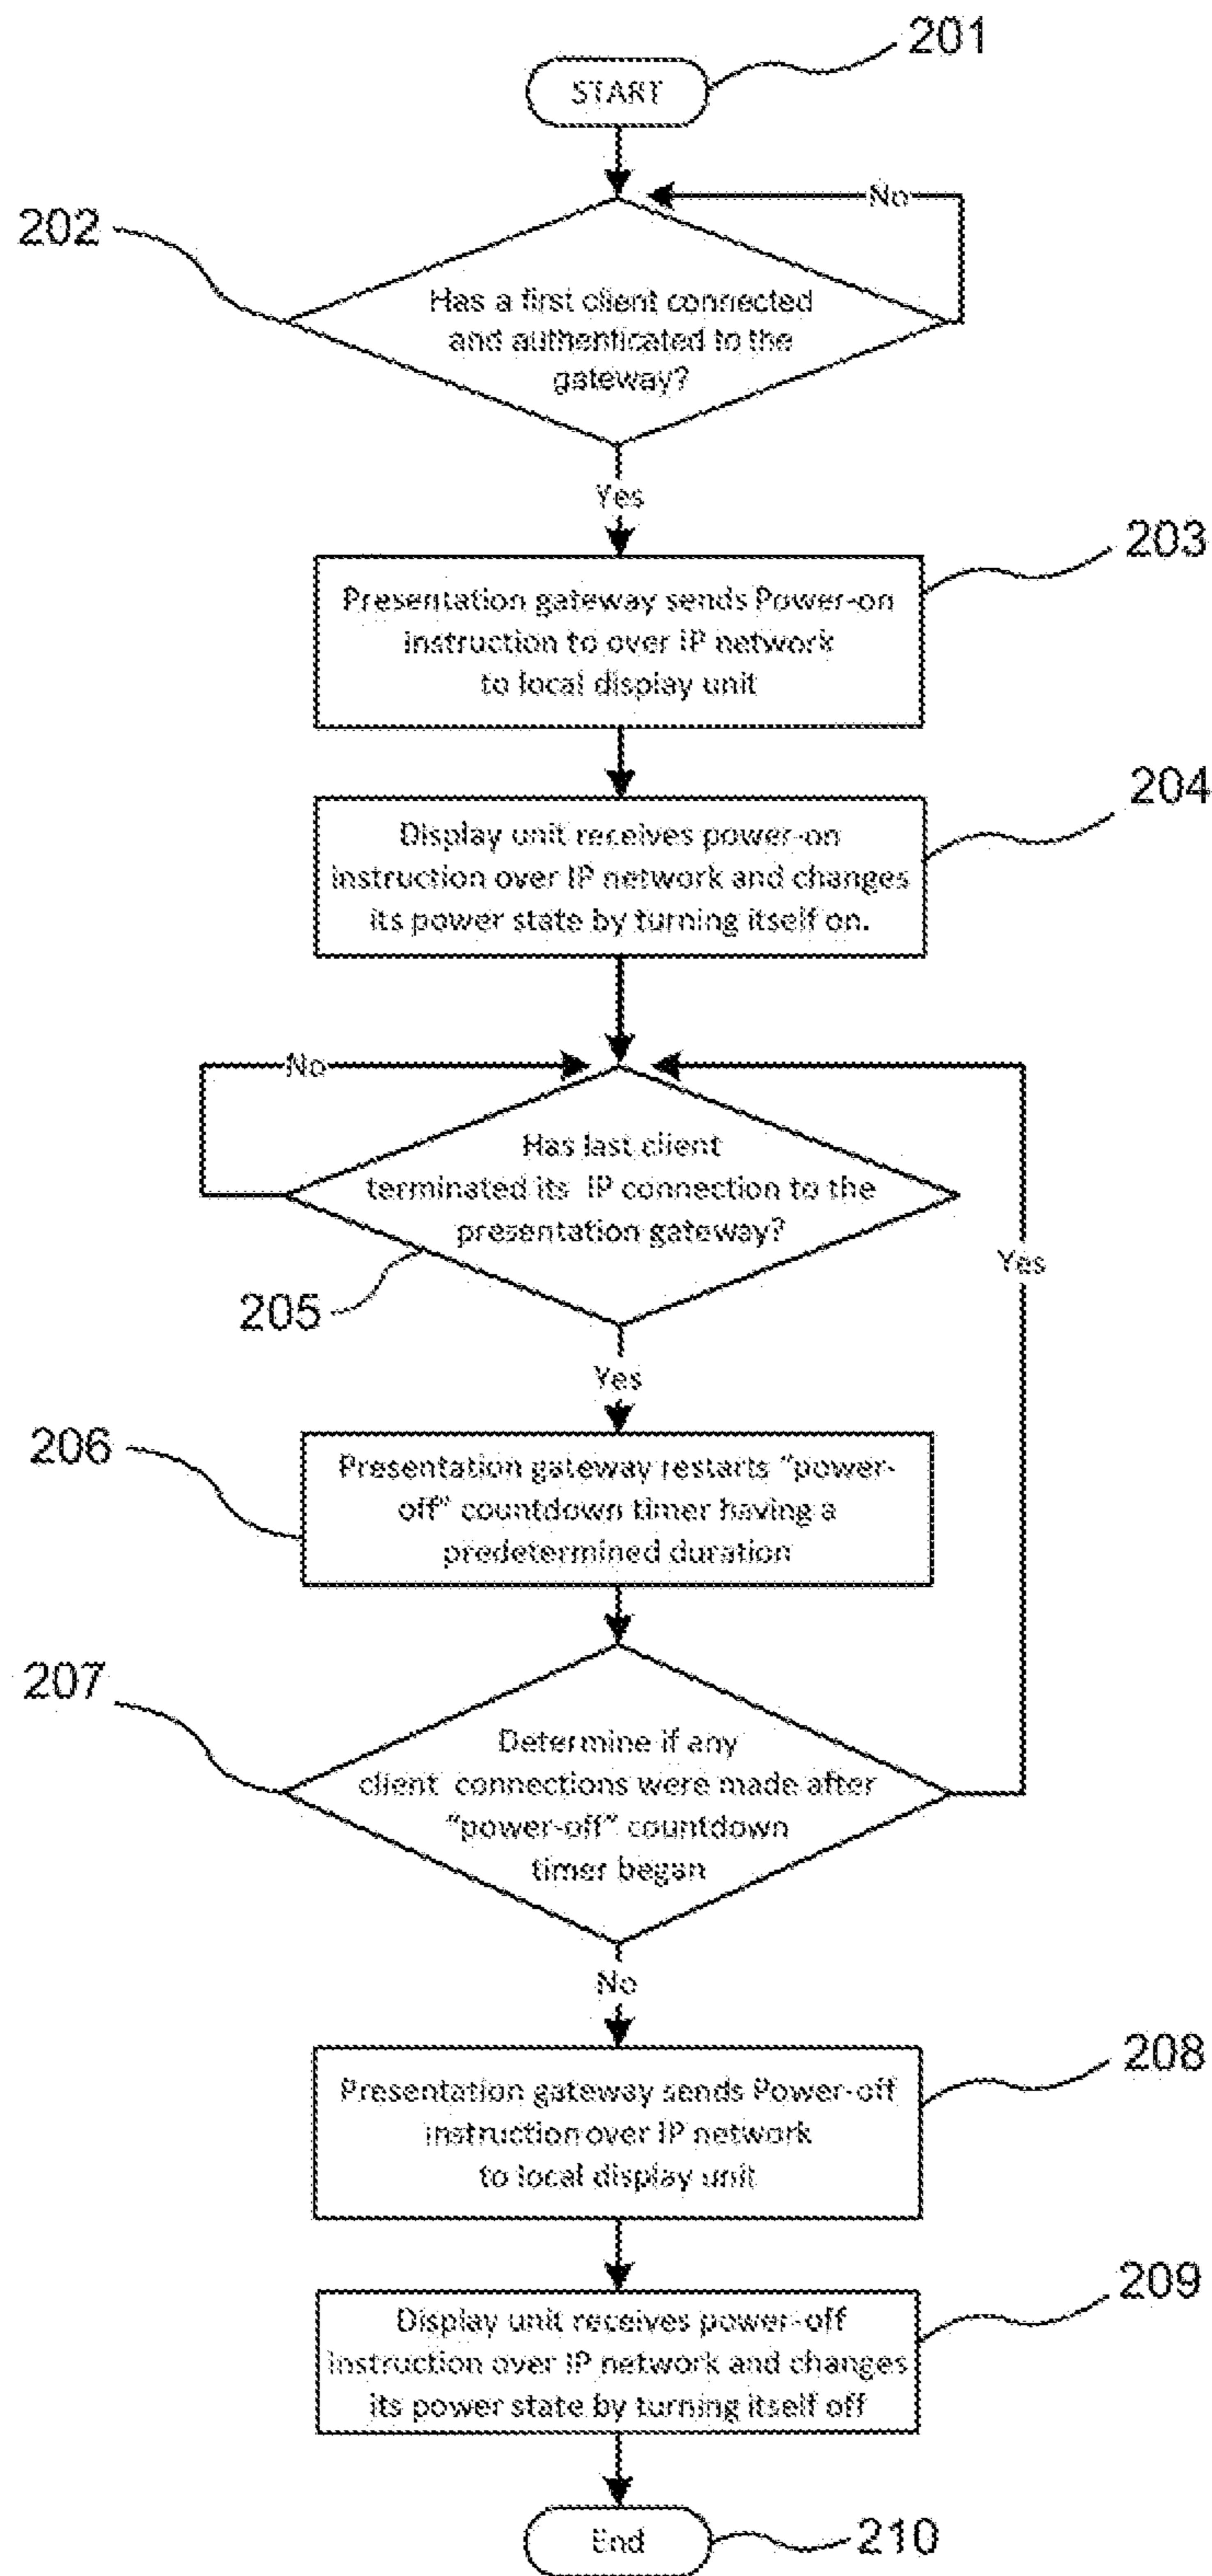 201
START
No
202
Has a first client connected
and authenticated to the
gateway?
Yes
203
Presentation gateway sends Power-on
instruction to over IP network
to local display unit
204
Display unit receives power-on
instruction over IP network and changes
its power state by turning itself on.
No
Has last client
terminated its IP connection to the
presentation gateway?
Yes
205
Yes
206
Presentation gateway restarts “power-
off” countdown timer having a
predetermined duration
207
Determine if any
client connections were made after
“power-off” countdown
timer began
No
208
Presentation gateway sends Power-off
instruction over IP network
to local display unit
209
Display unit receives power-off
instruction over IP network and changes
its power state by turning itself off
End
210